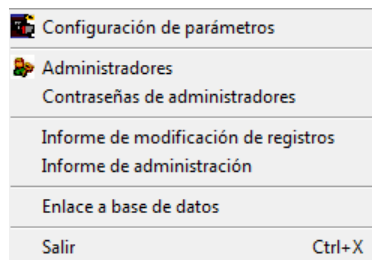 Configuración de parámetros
Administradores
Contraseñas de administradores
Informe de modificación de registros
Informe de administración
Enlace a base de datos
Salir Ctrl+X